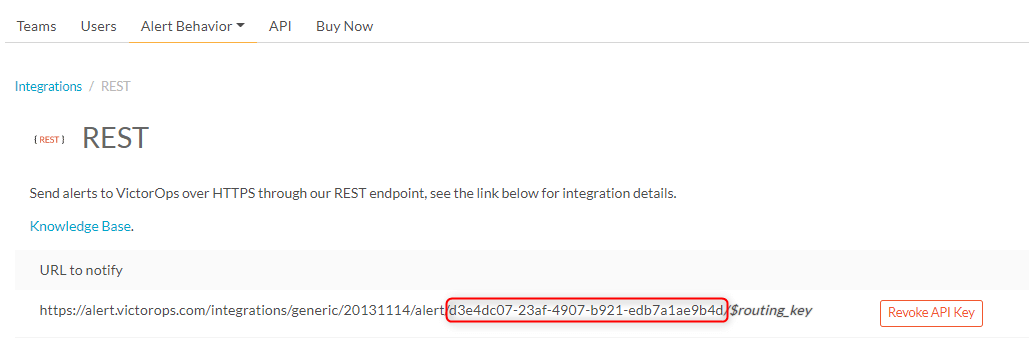 Teams Users Alert Behavior API Buy Now
Integrations / REST
{ REST } REST
Send alerts to VictorOps over HTTPS through our REST endpoint, see the link below for integration details.
Knowledge Base.
URL to notify
https://alert.victorops.com/integrations/generic/20131114/alert/d3e4dc07-23af-4907-b921-edb7a1ae9b4d/$routing_key Revoke API Key